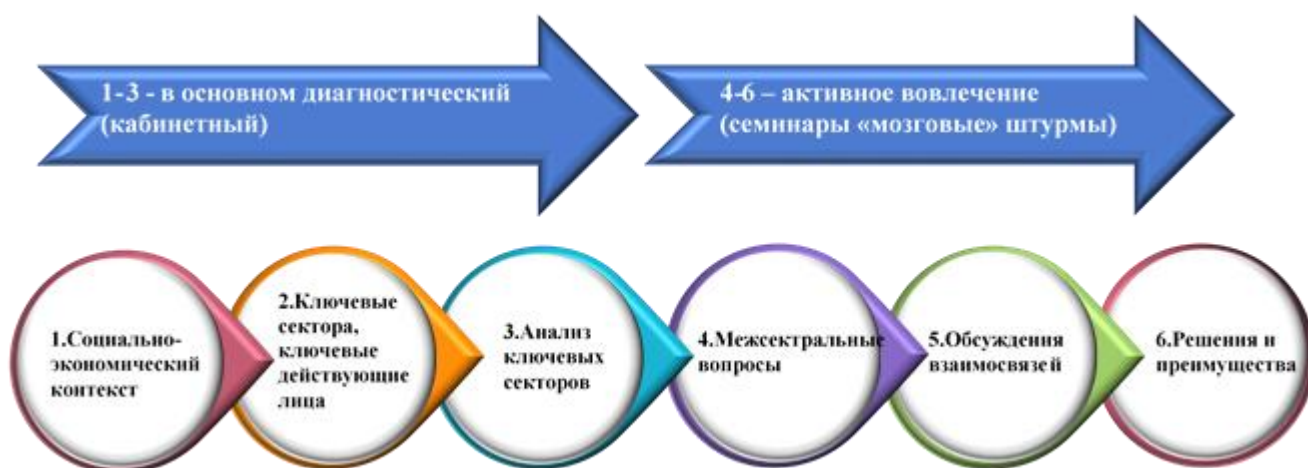 1-3 - в основном диагностический
(кабинетный)
4-6 – активное вовлечение
(семинары «мозговые» штурмы)
1.Социально-
экономический
контекст
2.Ключевые
сектора,
ключевые
действующие
лица
3.Анализ
ключевых
секторов
4.Межсектральные
вопросы
5.Обсуждения
взаимосвязей
6.Решения и
преимущества